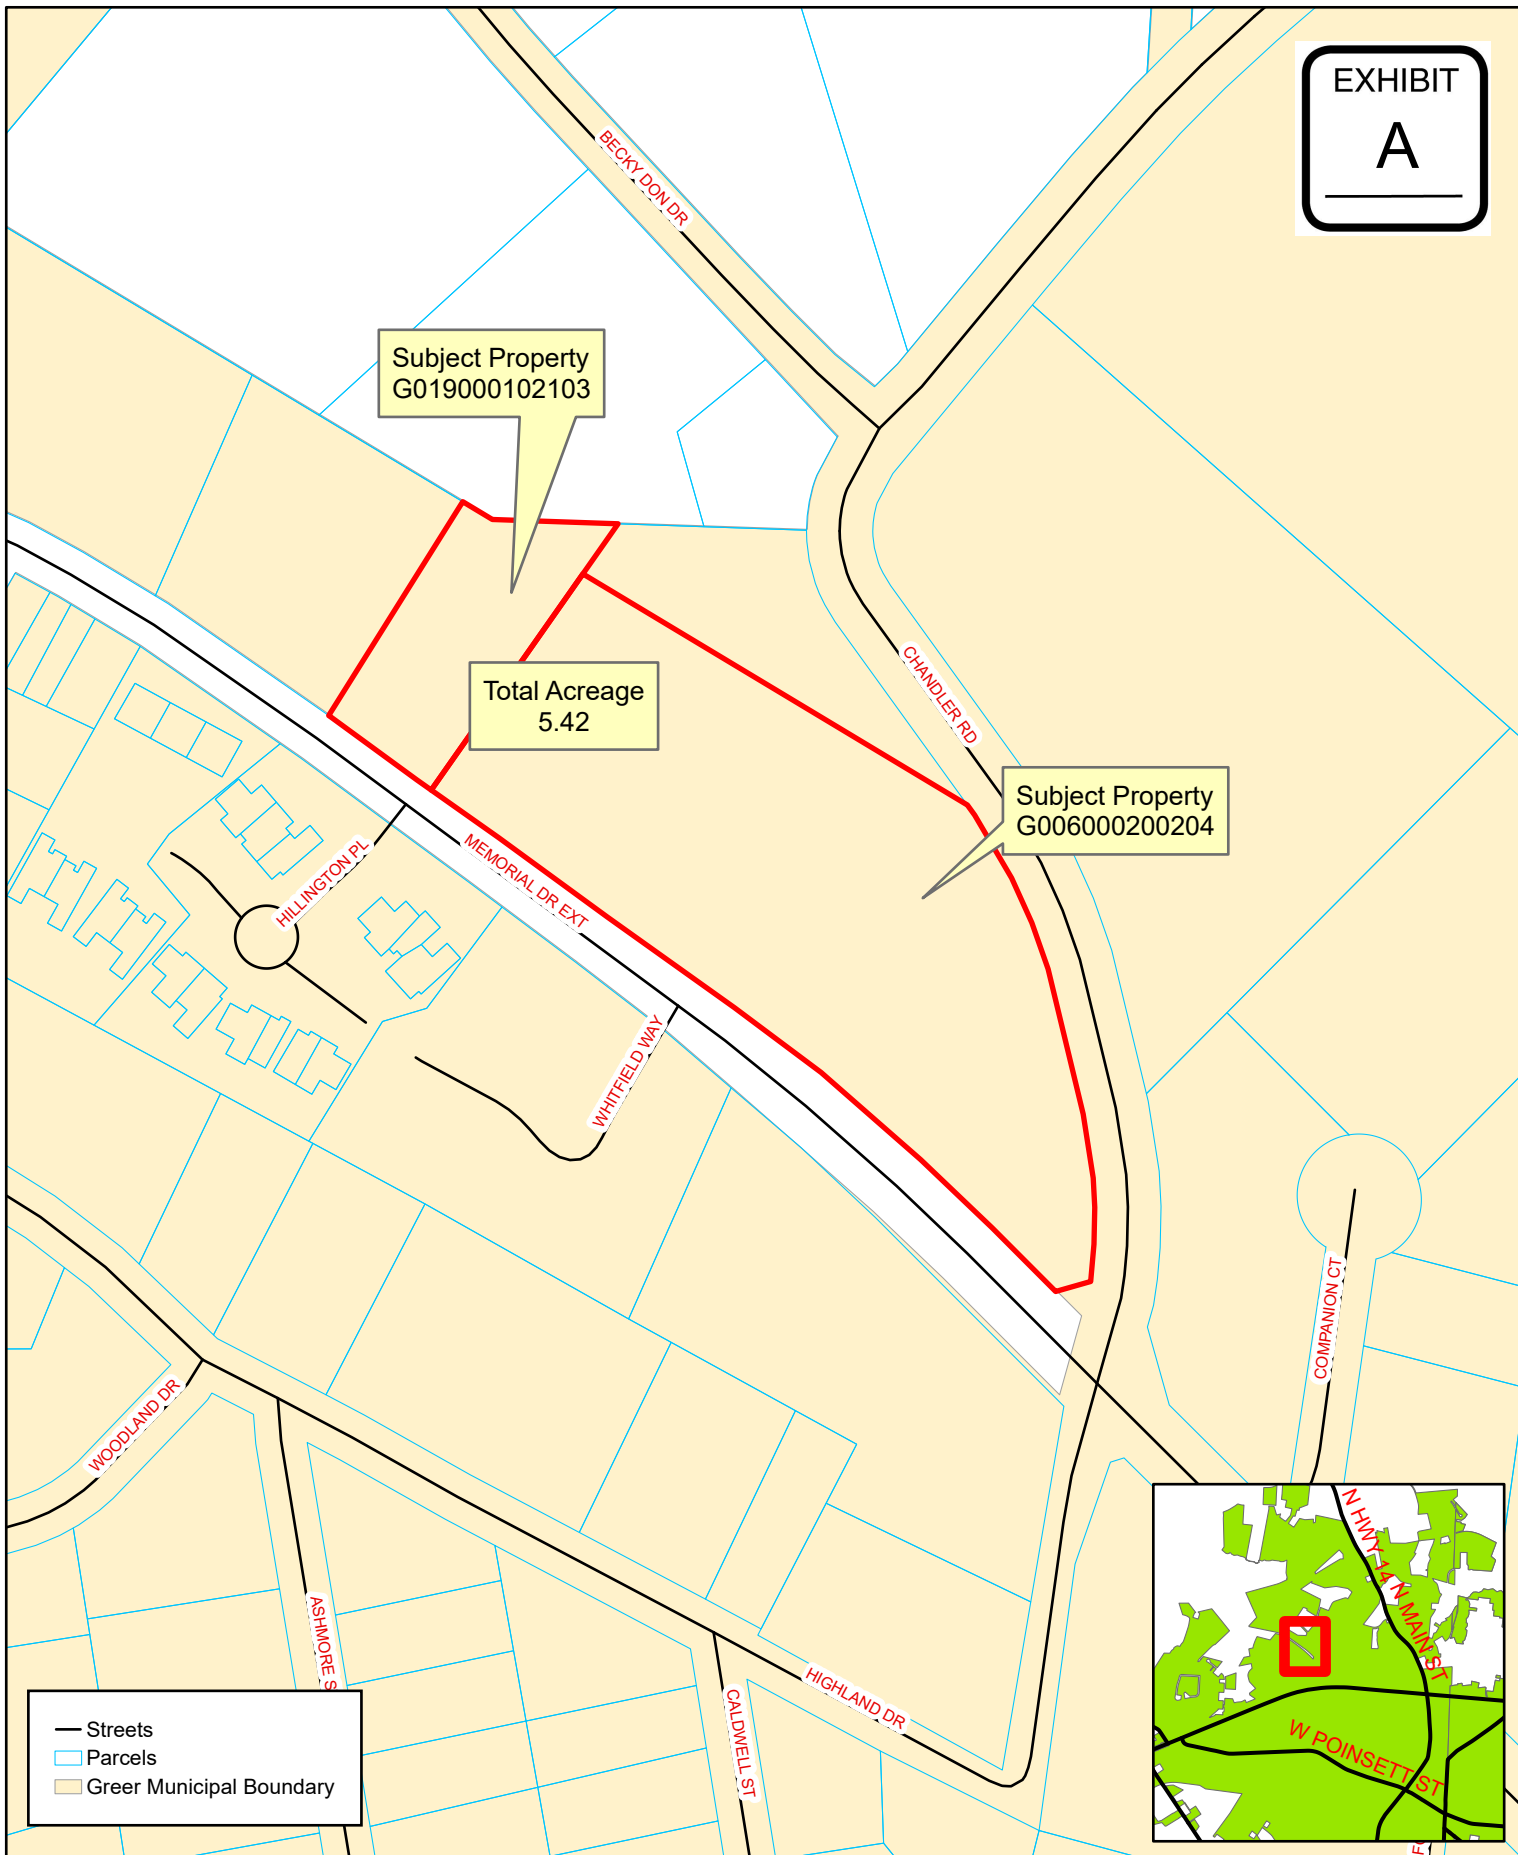 EXHIBIT
A
BECKY DON DR
Subject Property
G019000102103
CHANDLER RD
Total Acreage
5.42
Subject Property
G006000200204
MEMORIAL DR EXT
HILLINGTON PL
WHITFIELD WAY
COMPANION CT
WOODLAND DR
ASHMORE S
HIGHLAND DR
CALDWELL ST
Streets
Parcels
Greer Municipal Boundary
N HWY 14 N MAIN ST
W POINSETT ST